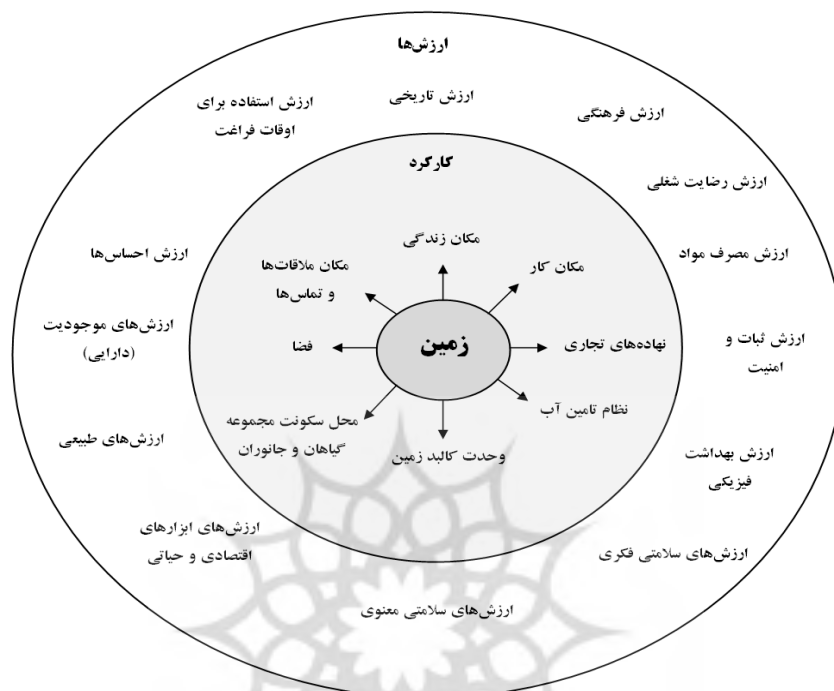 ارزش‌ها
ارزش تاریخی
ارزش استفاده برای
اوقات فراغت
ارزش فرهنگی
کارکرد
ارزش رضایت شغلی
مکان زندگی
ارزش احساس‌ها
ارزش مصرف مواد
مکان کار
مکان ملاقات‌ها
و تماس‌ها
ارزش‌های موجودیت
(دارایی)
ارزش ثبات و
امنیت
نهاده‌های تجاری
زمین
فضا
نظام تامین آب
محل سکونت مجموعه
گیاهان و جانوران
وحدت کالبد زمین
ارزش‌های طبیعی
ارزش بهداشت
فیزیکی
ارزش‌های ابزارهای
اقتصادی و حیاتی
ارزش‌های سلامتی فکری
ارزش‌های سلامتی معنوی